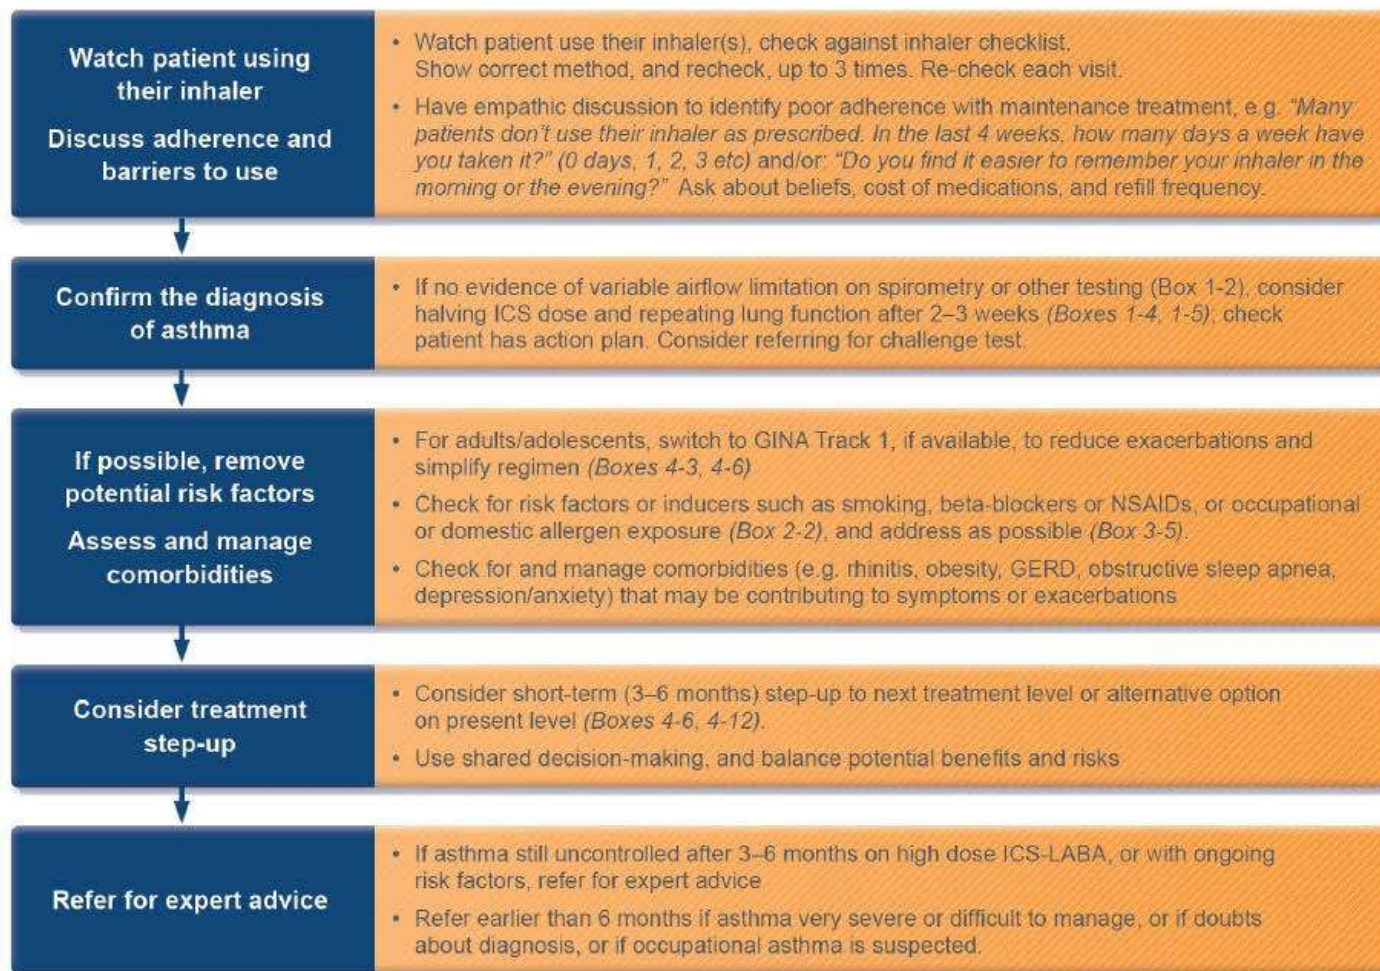 Watch patient using
their inhaler
Discuss adherence and
barriers to use
• Watch patient use their inhaler(s), check against inhaler checklist.
Show correct method, and recheck, up to 3 times. Re-check each visit.
• Have empathic discussion to identify poor adherence with maintenance treatment, e.g. “Many
patients don’t use their inhaler as prescribed. In the last 4 weeks, how many days a week have
you taken it?” (0 days, 1, 2, 3 etc) and/or: “Do you find it easier to remember your inhaler in the
morning or the evening?” Ask about beliefs, cost of medications, and refill frequency.
Confirm the diagnosis
of asthma
• If no evidence of variable airflow limitation on spirometry or other testing (Box 1-2), consider
halving ICS dose and repeating lung function after 2–3 weeks (Boxes 1-4, 1-5); check
patient has action plan. Consider referring for challenge test.
If possible, remove
potential risk factors
Assess and manage
comorbidities
• For adults/adolescents, switch to GINA Track 1, if available, to reduce exacerbations and
simplify regimen (Boxes 4-3, 4-6)
• Check for risk factors or inducers such as smoking, beta-blockers or NSAIDs, or occupational
or domestic allergen exposure (Box 2-2), and address as possible (Box 3-5).
• Check for and manage comorbidities (e.g. rhinitis, obesity, GERD, obstructive sleep apnea,
depression/anxiety) that may be contributing to symptoms or exacerbations
Consider treatment
step-up
• Consider short-term (3–6 months) step-up to next treatment level or alternative option
on present level (Boxes 4-6, 4-12).
• Use shared decision-making, and balance potential benefits and risks
Refer for expert advice
• If asthma still uncontrolled after 3–6 months on high dose ICS-LABA, or with ongoing
risk factors, refer for expert advice
• Refer earlier than 6 months if asthma very severe or difficult to manage, or if doubts
about diagnosis, or if occupational asthma is suspected.